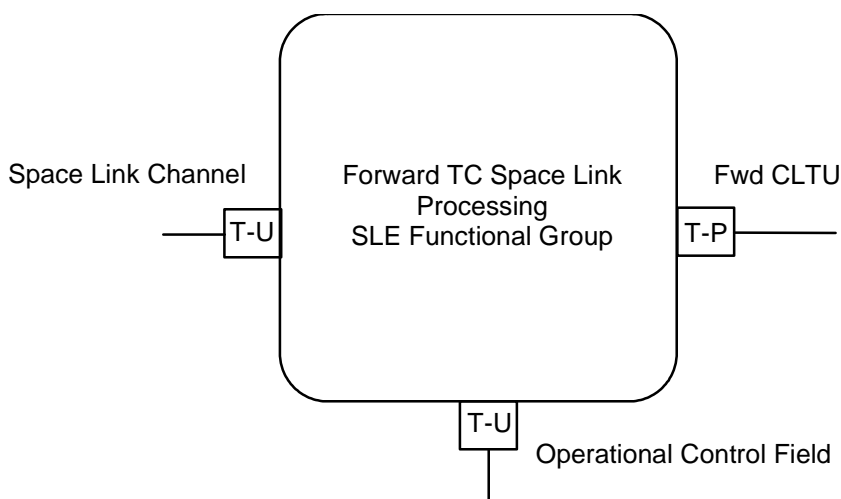 Space Link Channel
Forward TC Space Link
Processing
SLE Functional Group
Fwd CLTU
T-U
T-P
T-U
Operational Control Field